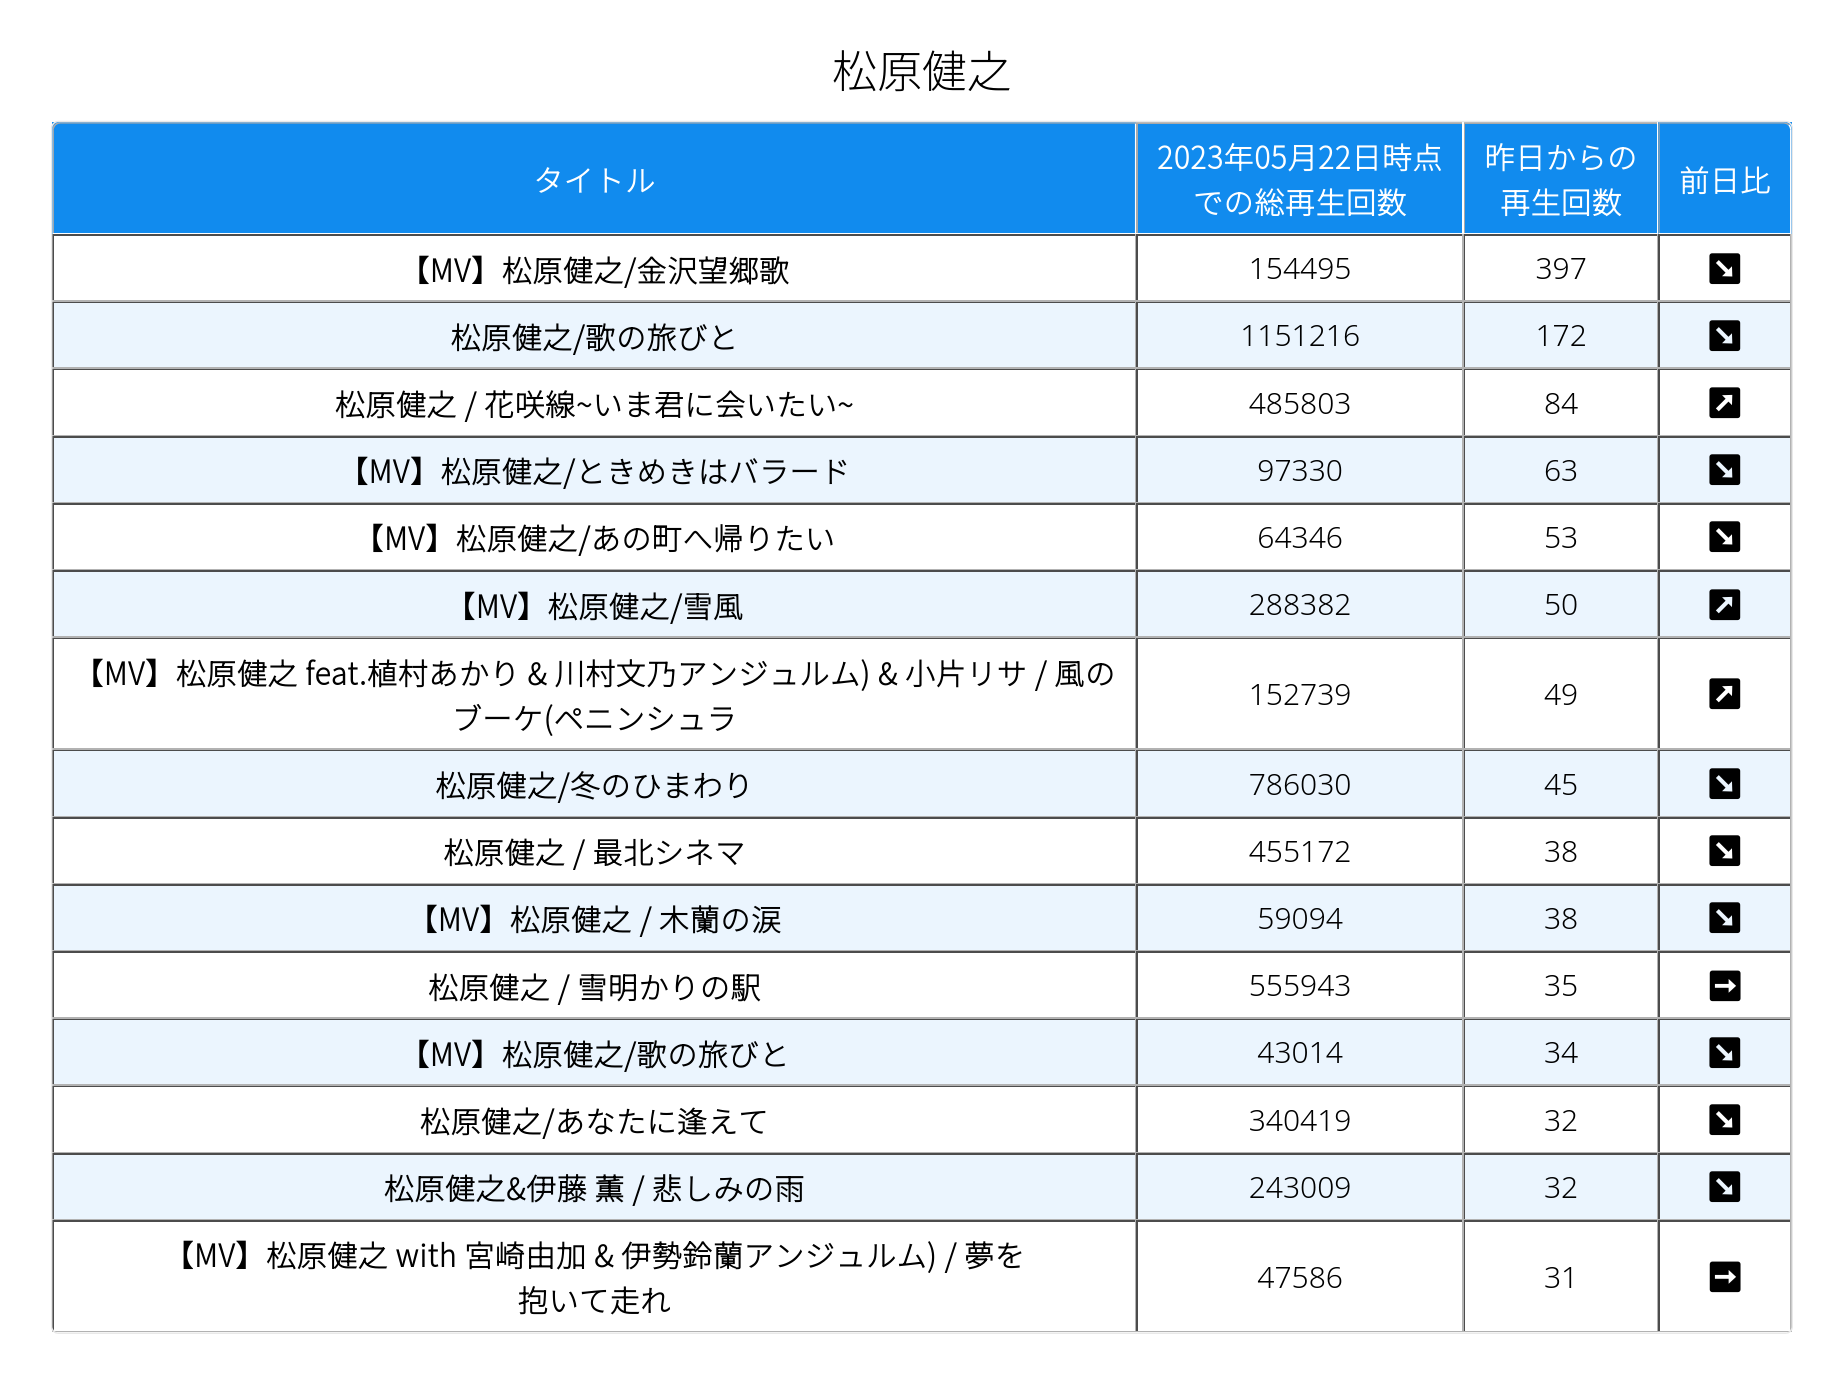 松原健之
タイトル
2023年05月22日時点
での総再生回数
昨日からの
再生回数
前日比
【MV】松原健之/金沢望郷歌 154495 397
松原健之/歌の旅びと 1151216 172
松原健之 / 花咲線~いま君に会いたい~ 485803 84
【MV】松原健之/ときめきはバラード 97330 63
【MV】松原健之/あの町へ帰りたい 64346 53
【MV】松原健之/雪風 288382 50
【MV】松原健之 feat.植村あかり & 川村文乃アンジュルム) & 小片リサ / 風の
ブーケ(ペニンシュラ 152739 49
松原健之/冬のひまわり 786030 45
松原健之 / 最北シネマ 455172 38
【MV】松原健之 / 木蘭の涙 59094 38
松原健之 / 雪明かりの駅 555943 35
【MV】松原健之/歌の旅びと 43014 34
松原健之/あなたに逢えて 340419 32
松原健之&伊藤 薫 / 悲しみの雨 243009 32
【MV】松原健之 with 宮崎由加 & 伊勢鈴蘭アンジュルム) / 夢を
抱いて走れ 47586 31